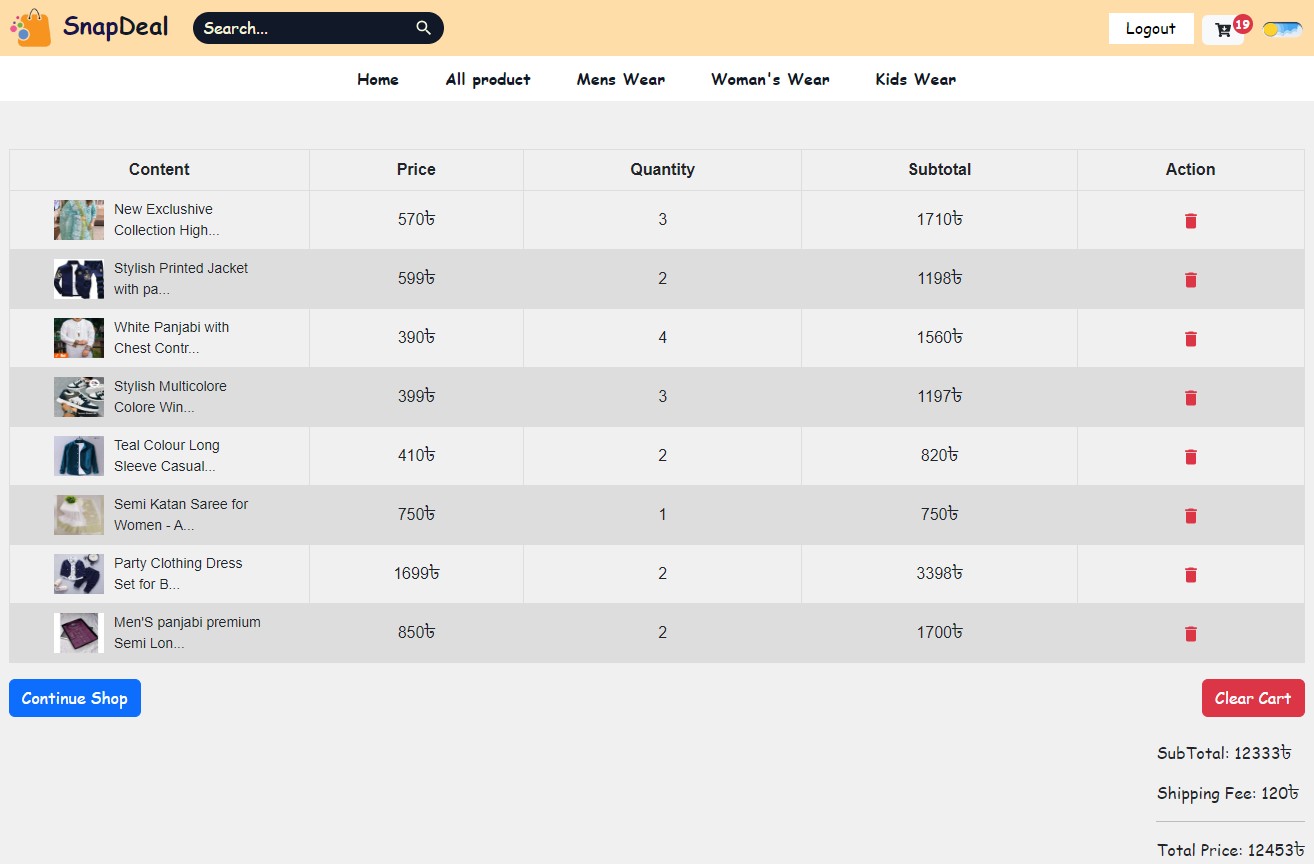 SnapDeal
Search...
Logout
19
Home All product Mens Wear Woman's Wear Kids Wear
Content Price Quantity Subtotal Action
New Exclushive
Collection High...
570৳ 3 1710৳
Stylish Printed Jacket
with pa...
599৳ 2 1198৳
White Panjabi with
Chest Contr...
390৳ 4 1560৳
Stylish Multicolore
Colore Win...
399৳ 3 1197৳
Teal Colour Long
Sleeve Casual...
410৳ 2 820৳
Semi Katan Saree for
Women - A...
750৳ 1 750৳
Party Clothing Dress
Set for B...
1699৳ 2 3398৳
Men'S panjabi premium
Semi Lon...
850৳ 2 1700৳
Continue Shop
Clear Cart
SubTotal: 12333৳
Shipping Fee: 120৳
Total Price: 12453৳